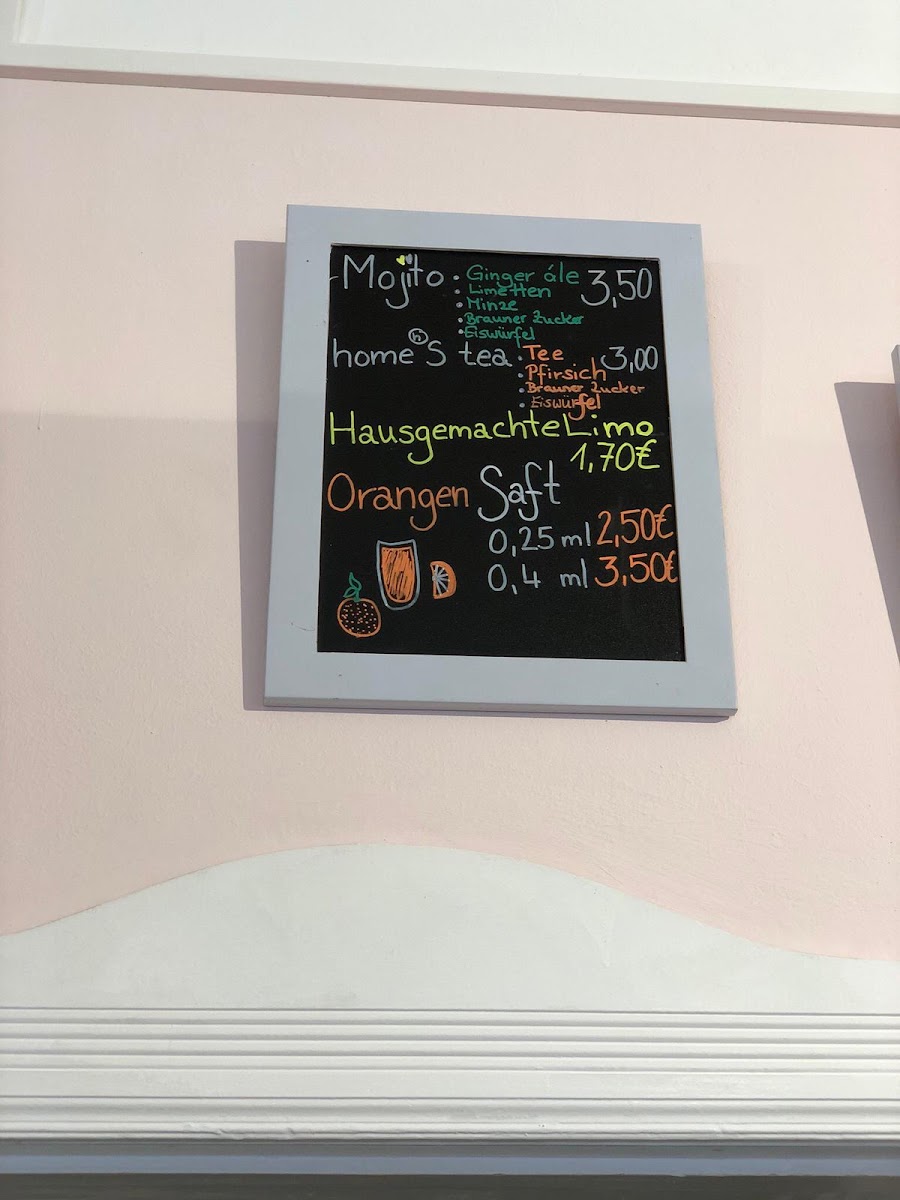 Mojito • Ginger ále 3,50
• Limetten
• Minze
• Brauner Zucker
• Eiswürfel
home'S tea • Tee 3,00
h
• Pfirsich
• Brauner Zucker
• Eiswürfel
Hausgemachte Limo
1,70€
Orangen Saft
0,25 ml 2,50€
0,4 ml 3,50€